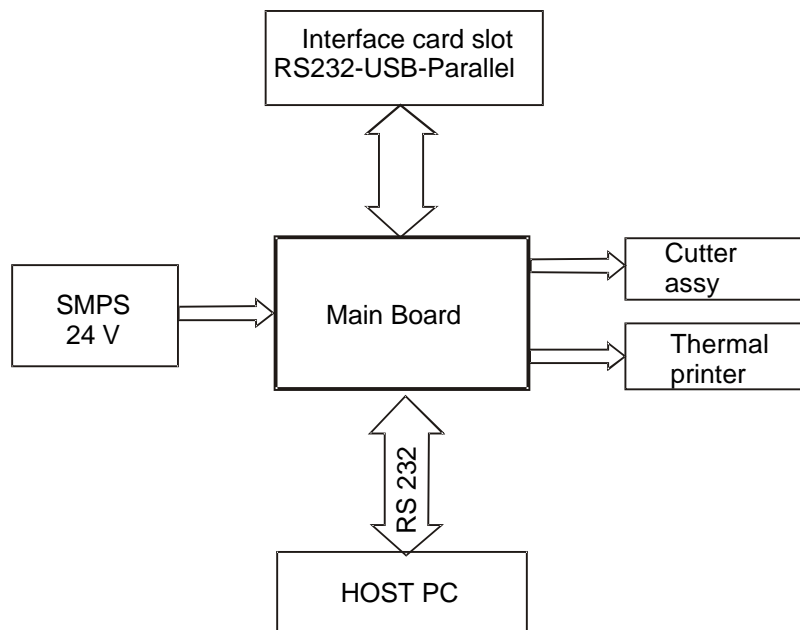 Interface card slot
RS232-USB-Parallel
Cutter
assy
SMPS
24 V
Main Board
Thermal
printer
RS 232
HOST PC